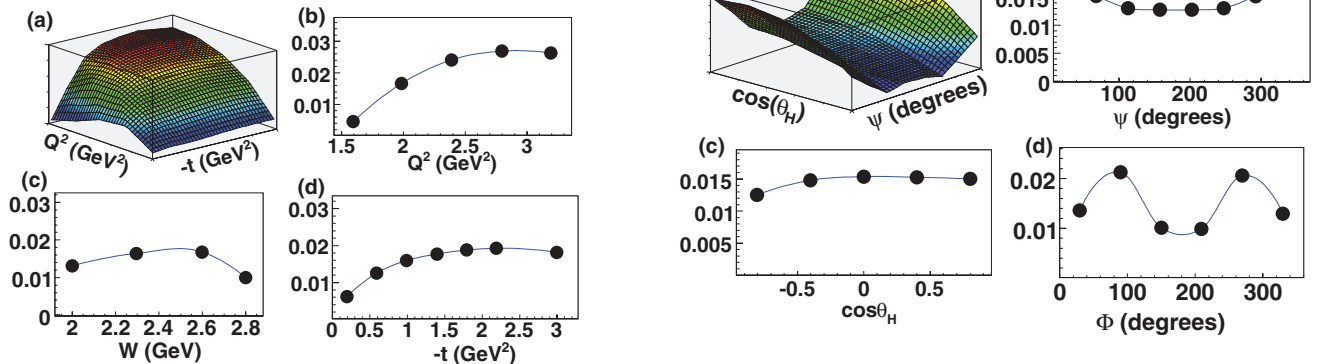 (a)
Q² (GeV²)
-t (GeV²)
(b)
0.03
0.02
0.01
1.5 2 2.5 3
Q² (GeV²)
(c)
0.03
0.02
0.01
0
2 2.2 2.4 2.6 2.8
W (GeV)
(d)
0.03
0.02
0.01
0 0.5 1 1.5 2 2.5 3
-t (GeV²)
cos(θ_H)
ψ (degrees)
0.015
0.01
0.005
0
100 200 300
ψ (degrees)
(c)
0.015
0.01
0.005
-0.5 0 0.5
cosθ_H
(d)
0.02
0.01
0 100 200 300
Φ (degrees)